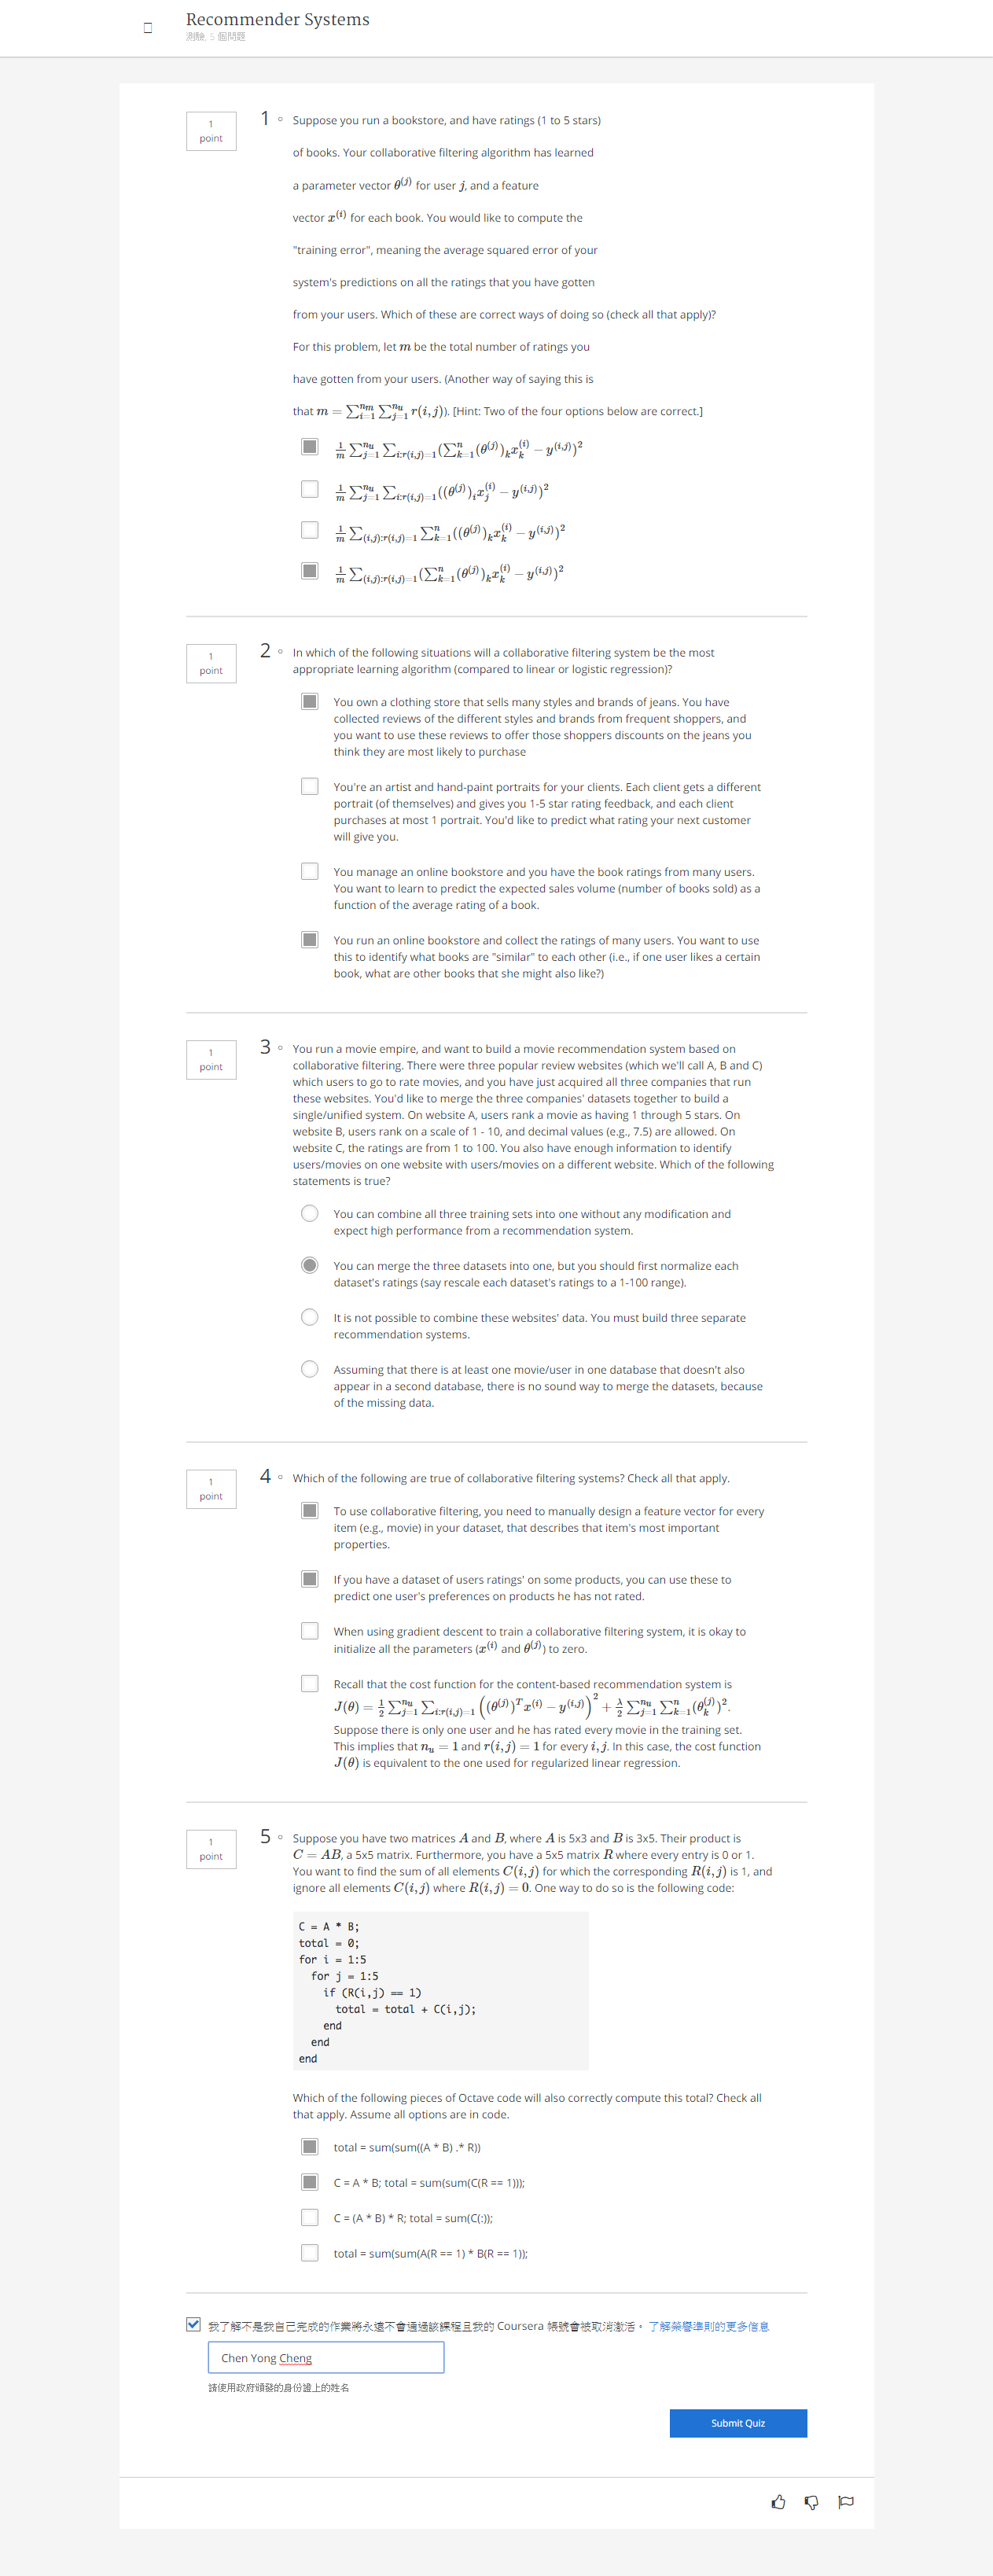 Recommender Systems
測驗, 5 個問題
1
point
1. Suppose you run a bookstore, and have ratings (1 to 5 stars)
of books. Your collaborative filtering algorithm has learned
a parameter vector θ^(j) for user j, and a feature
vector x^(i) for each book. You would like to compute the
"training error", meaning the average squared error of your
system's predictions on all the ratings that you have gotten
from your users. Which of these are correct ways of doing so (check all that apply)?
For this problem, let m be the total number of ratings you
have gotten from your users. (Another way of saying this is
that m = ∑_{i=1}^{n_m} ∑_{j=1}^{n_u} r(i,j)). [Hint: Two of the four options below are correct.]
1/m ∑_{j=1}^{n_u} ∑_{i:r(i,j)=1} (∑_{k=1}^{n} (θ^(j))_k x_k^(i) − y^(i,j))^2
1/m ∑_{j=1}^{n_u} ∑_{i:r(i,j)=1} ((θ^(j))_i x_j^(i) − y^(i,j))^2
1/m ∑_{(i,j):r(i,j)=1} ∑_{k=1}^{n} ((θ^(j))_k x_k^(i) − y^(i,j))^2
1/m ∑_{(i,j):r(i,j)=1} (∑_{k=1}^{n} (θ^(j))_k x_k^(i) − y^(i,j))^2
1
point
2. In which of the following situations will a collaborative filtering system be the most
appropriate learning algorithm (compared to linear or logistic regression)?
You own a clothing store that sells many styles and brands of jeans. You have
collected reviews of the different styles and brands from frequent shoppers, and
you want to use these reviews to offer those shoppers discounts on the jeans you
think they are most likely to purchase
You're an artist and hand-paint portraits for your clients. Each client gets a different
portrait (of themselves) and gives you 1-5 star rating feedback, and each client
purchases at most 1 portrait. You'd like to predict what rating your next customer
will give you.
You manage an online bookstore and you have the book ratings from many users.
You want to learn to predict the expected sales volume (number of books sold) as a
function of the average rating of a book.
You run an online bookstore and collect the ratings of many users. You want to use
this to identify what books are "similar" to each other (i.e., if one user likes a certain
book, what are other books that she might also like?)
1
point
3. You run a movie empire, and want to build a movie recommendation system based on
collaborative filtering. There were three popular review websites (which we'll call A, B and C)
which users to go to rate movies, and you have just acquired all three companies that run
these websites. You'd like to merge the three companies' datasets together to build a
single/unified system. On website A, users rank a movie as having 1 through 5 stars. On
website B, users rank on a scale of 1 - 10, and decimal values (e.g., 7.5) are allowed. On
website C, the ratings are from 1 to 100. You also have enough information to identify
users/movies on one website with users/movies on a different website. Which of the following
statements is true?
You can combine all three training sets into one without any modification and
expect high performance from a recommendation system.
You can merge the three datasets into one, but you should first normalize each
dataset's ratings (say rescale each dataset's ratings to a 1-100 range).
It is not possible to combine these websites' data. You must build three separate
recommendation systems.
Assuming that there is at least one movie/user in one database that doesn't also
appear in a second database, there is no sound way to merge the datasets, because
of the missing data.
1
point
4. Which of the following are true of collaborative filtering systems? Check all that apply.
To use collaborative filtering, you need to manually design a feature vector for every
item (e.g., movie) in your dataset, that describes that item's most important
properties.
If you have a dataset of users ratings' on some products, you can use these to
predict one user's preferences on products he has not rated.
When using gradient descent to train a collaborative filtering system, it is okay to
initialize all the parameters (x^(i) and θ^(j)) to zero.
Recall that the cost function for the content-based recommendation system is
J(θ) = 1/2 ∑_{j=1}^{n_u} ∑_{i:r(i,j)=1} ((θ^(j))^T x^(i) − y^(i,j))^2 + λ/2 ∑_{j=1}^{n_u} ∑_{k=1}^{n} (θ_k^(j))^2.
Suppose there is only one user and he has rated every movie in the training set.
This implies that n_u = 1 and r(i,j) = 1 for every i, j. In this case, the cost function
J(θ) is equivalent to the one used for regularized linear regression.
1
point
5. Suppose you have two matrices A and B, where A is 5x3 and B is 3x5. Their product is
C = AB, a 5x5 matrix. Furthermore, you have a 5x5 matrix R where every entry is 0 or 1.
You want to find the sum of all elements C(i,j) for which the corresponding R(i,j) is 1, and
ignore all elements C(i,j) where R(i,j) = 0. One way to do so is the following code:
C = A * B;
total = 0;
for i = 1:5
for j = 1:5
if (R(i,j) == 1)
total = total + C(i,j);
end
end
end
Which of the following pieces of Octave code will also correctly compute this total? Check all
that apply. Assume all options are in code.
total = sum(sum((A * B) .* R))
C = A * B; total = sum(sum(C(R == 1)));
C = (A * B) * R; total = sum(C(:));
total = sum(sum(A(R == 1) * B(R == 1));
我了解不是我自己完成的作業將永遠不會通過該課程且我的 Coursera 帳號會被取消激活。 了解榮譽準則的更多信息
Chen Yong Cheng
請使用政府頒發的身份證上的姓名
Submit Quiz